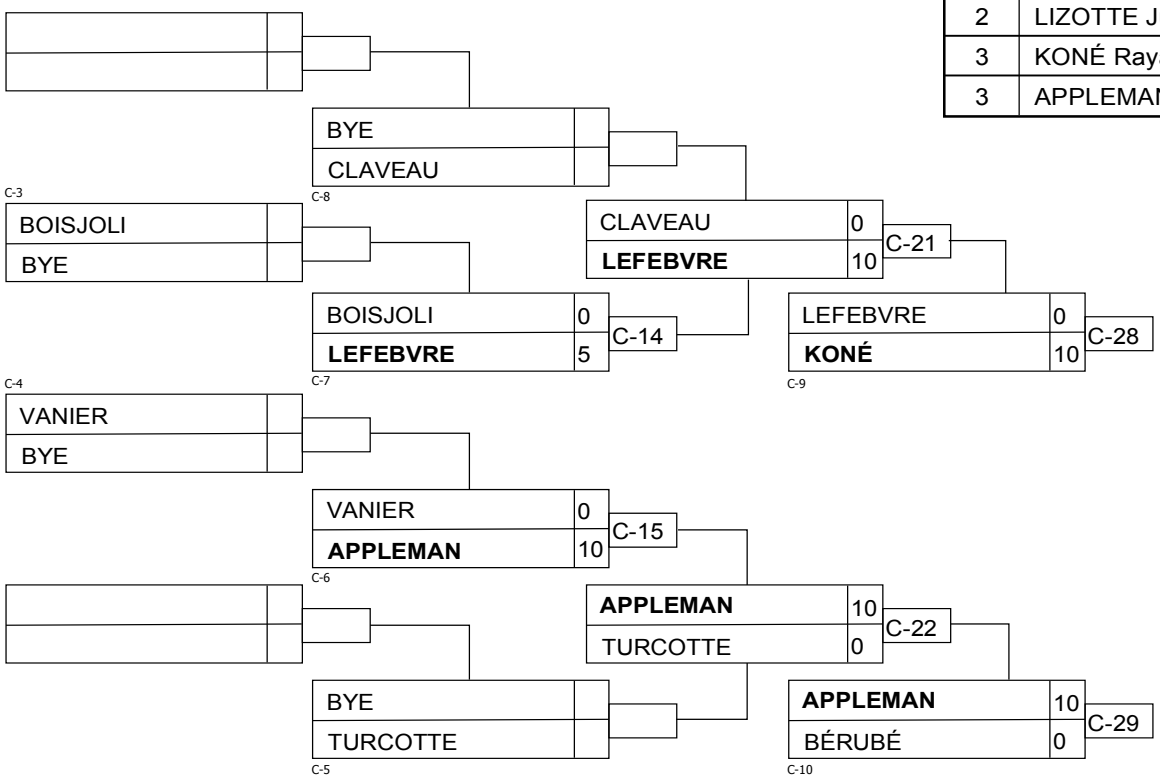 2 LIZOTTE J
3 KONÉ Ray
3 APPLEMAN
BYE
CLAVEAU
C-8
C-3
BOISJOLI
BYE
CLAVEAU 0
LEFEBVRE 10
C-21
BOISJOLI 0
LEFEBVRE 5
C-14
C-7
LEFEBVRE 0
KONÉ 10
C-28
C-9
C-4
VANIER
BYE
VANIER 0
APPLEMAN 10
C-15
C-6
APPLEMAN 10
TURCOTTE 0
C-22
BYE
TURCOTTE
C-5
APPLEMAN 10
BÉRUBÉ 0
C-29
C-10